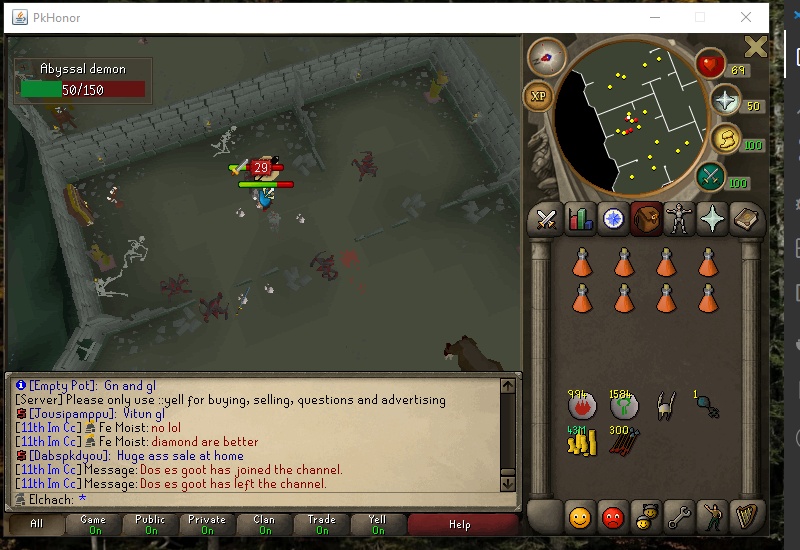 PkHonor
Abyssal demon
50/150
29
69
XP
50
100
100
994
1584
1
43M
300
[Empty Pot]: Gn and gl
[Server] Please only use ::yell for buying, selling, questions and advertising
[Jousipamppu]: Vitun gl
[11th Im Cc] Fe Moist: no lol
[11th Im Cc] Fe Moist: diamond are better
[Dabspkdyou]: Huge ass sale at home
[11th Im Cc] Message: Dos es goot has joined the channel.
[11th Im Cc] Message: Dos es goot has left the channel.
Elchach: *
All Game Public Private Clan Trade Yell Help
On On On On On On